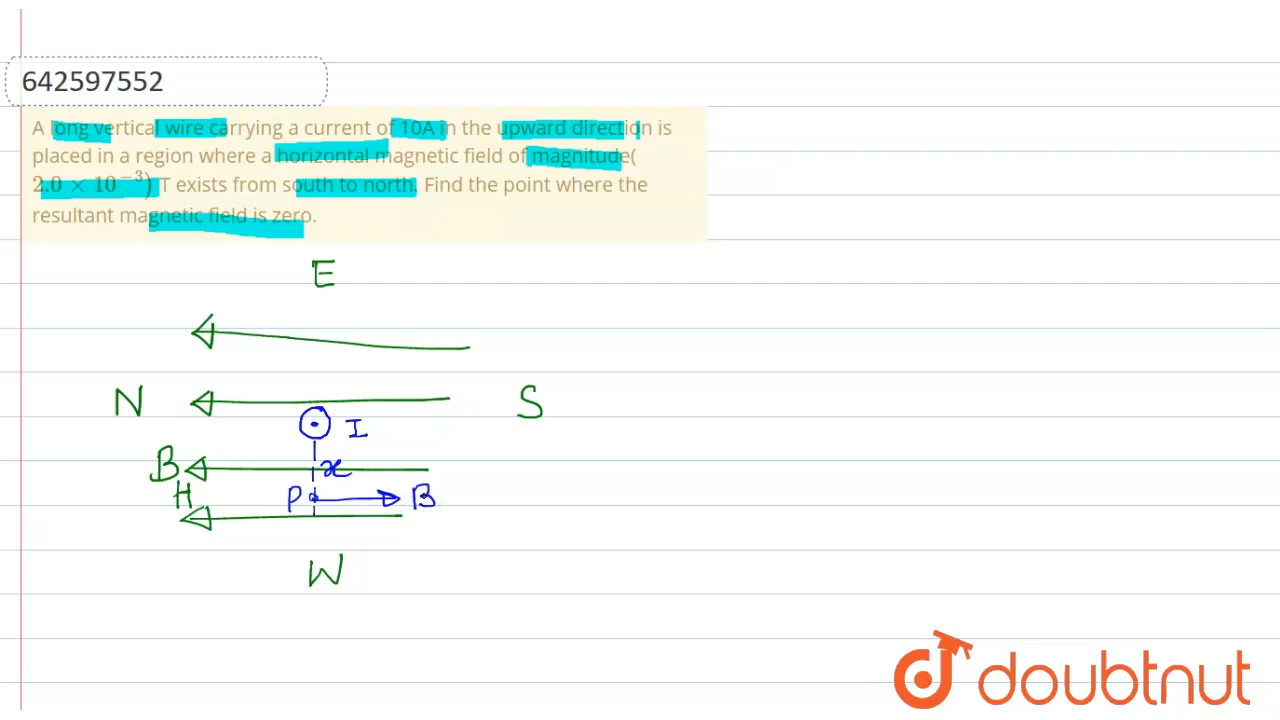 642597552
A long vertical wire carrying a current of 10A in the upward direction is
placed in a region where a horizontal magnetic field of magnitude(
2.0 × 10⁻³) T exists from south to north. Find the point where the
resultant magnetic field is zero.
E
N S
I
B x
H P B
W
doubtnut